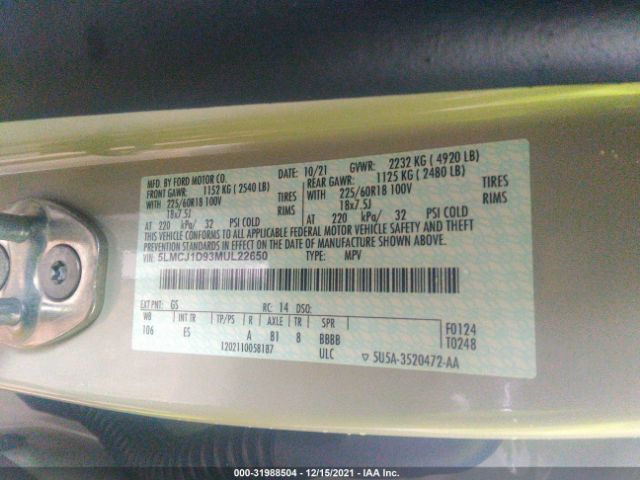 MFD. BY FORD MOTOR CO. DATE: 10/21 GVWR: 2232 KG ( 4920 LB)
FRONT GAWR: 1152 KG ( 2540 LB) REAR GAWR: 1125 KG ( 2480 LB)
WITH 225/60R18 100V TIRES WITH 225/60R18 100V TIRES
18x7.5J RIMS 18x7.5J RIMS
AT 220 kPa/ 32 PSI COLD AT 220 kPa/ 32 PSI COLD
THIS VEHICLE CONFORMS TO ALL APPLICABLE FEDERAL MOTOR VEHICLE SAFETY AND THEFT
PREVENTION STANDARDS IN EFFECT ON THE DATE OF MANUFACTURE SHOWN ABOVE.
VIN: 5LMCJ1D93MUL22650 TYPE: MPV
EXT PNT: GS RC: 14 DSO:
WB INT TR TP/PS R AXLE TR SPR F0124
106 ES A B1 8 BBBB T0248
1202110058187 ULC ▽ 5U5A-3520472-AA
000-31988504 - 12/15/2021 - IAA Inc.